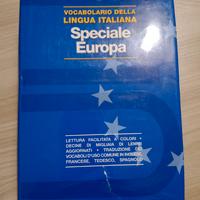 VOCABOLARIO DELLA
LINGUA ITALIANA
Speciale
Europa
LETTURA FACILITATA A COLORI •
DECINE DI MIGLIAIA DI LEMMI
AGGIORNATI • TRADUZIONE DEI
VOCABOLI D'USO COMUNE IN INGLESE,
FRANCESE, TEDESCO, SPAGNOLO